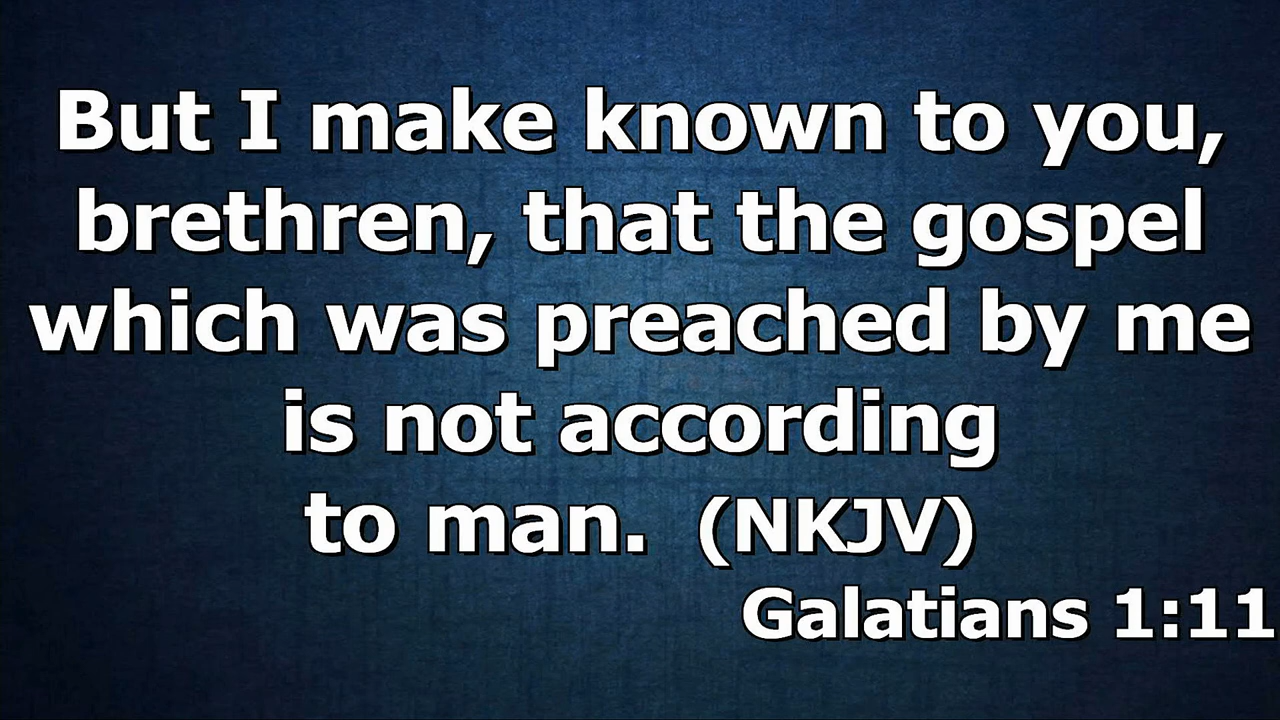 But I make known to you,
brethren, that the gospel
which was preached by me
is not according
to man.  (NKJV)
Galatians 1:11